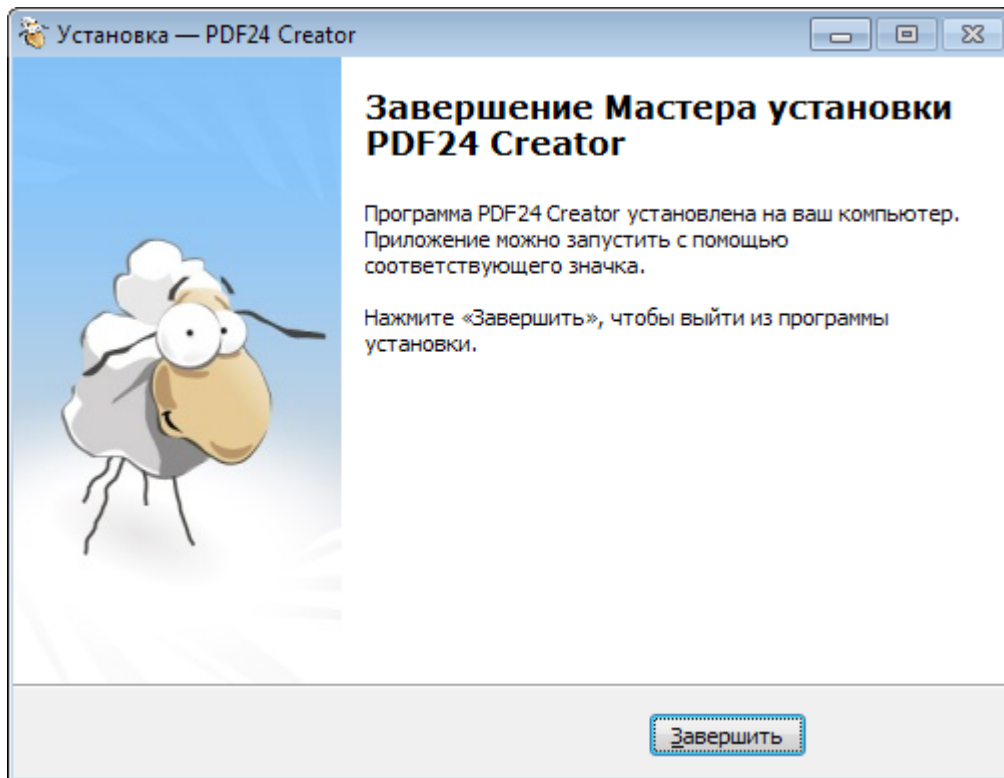 Установка — PDF24 Creator
Завершение Мастера установки
PDF24 Creator
Программа PDF24 Creator установлена на ваш компьютер.
Приложение можно запустить с помощью
соответствующего значка.
Нажмите «Завершить», чтобы выйти из программы
установки.
Завершить